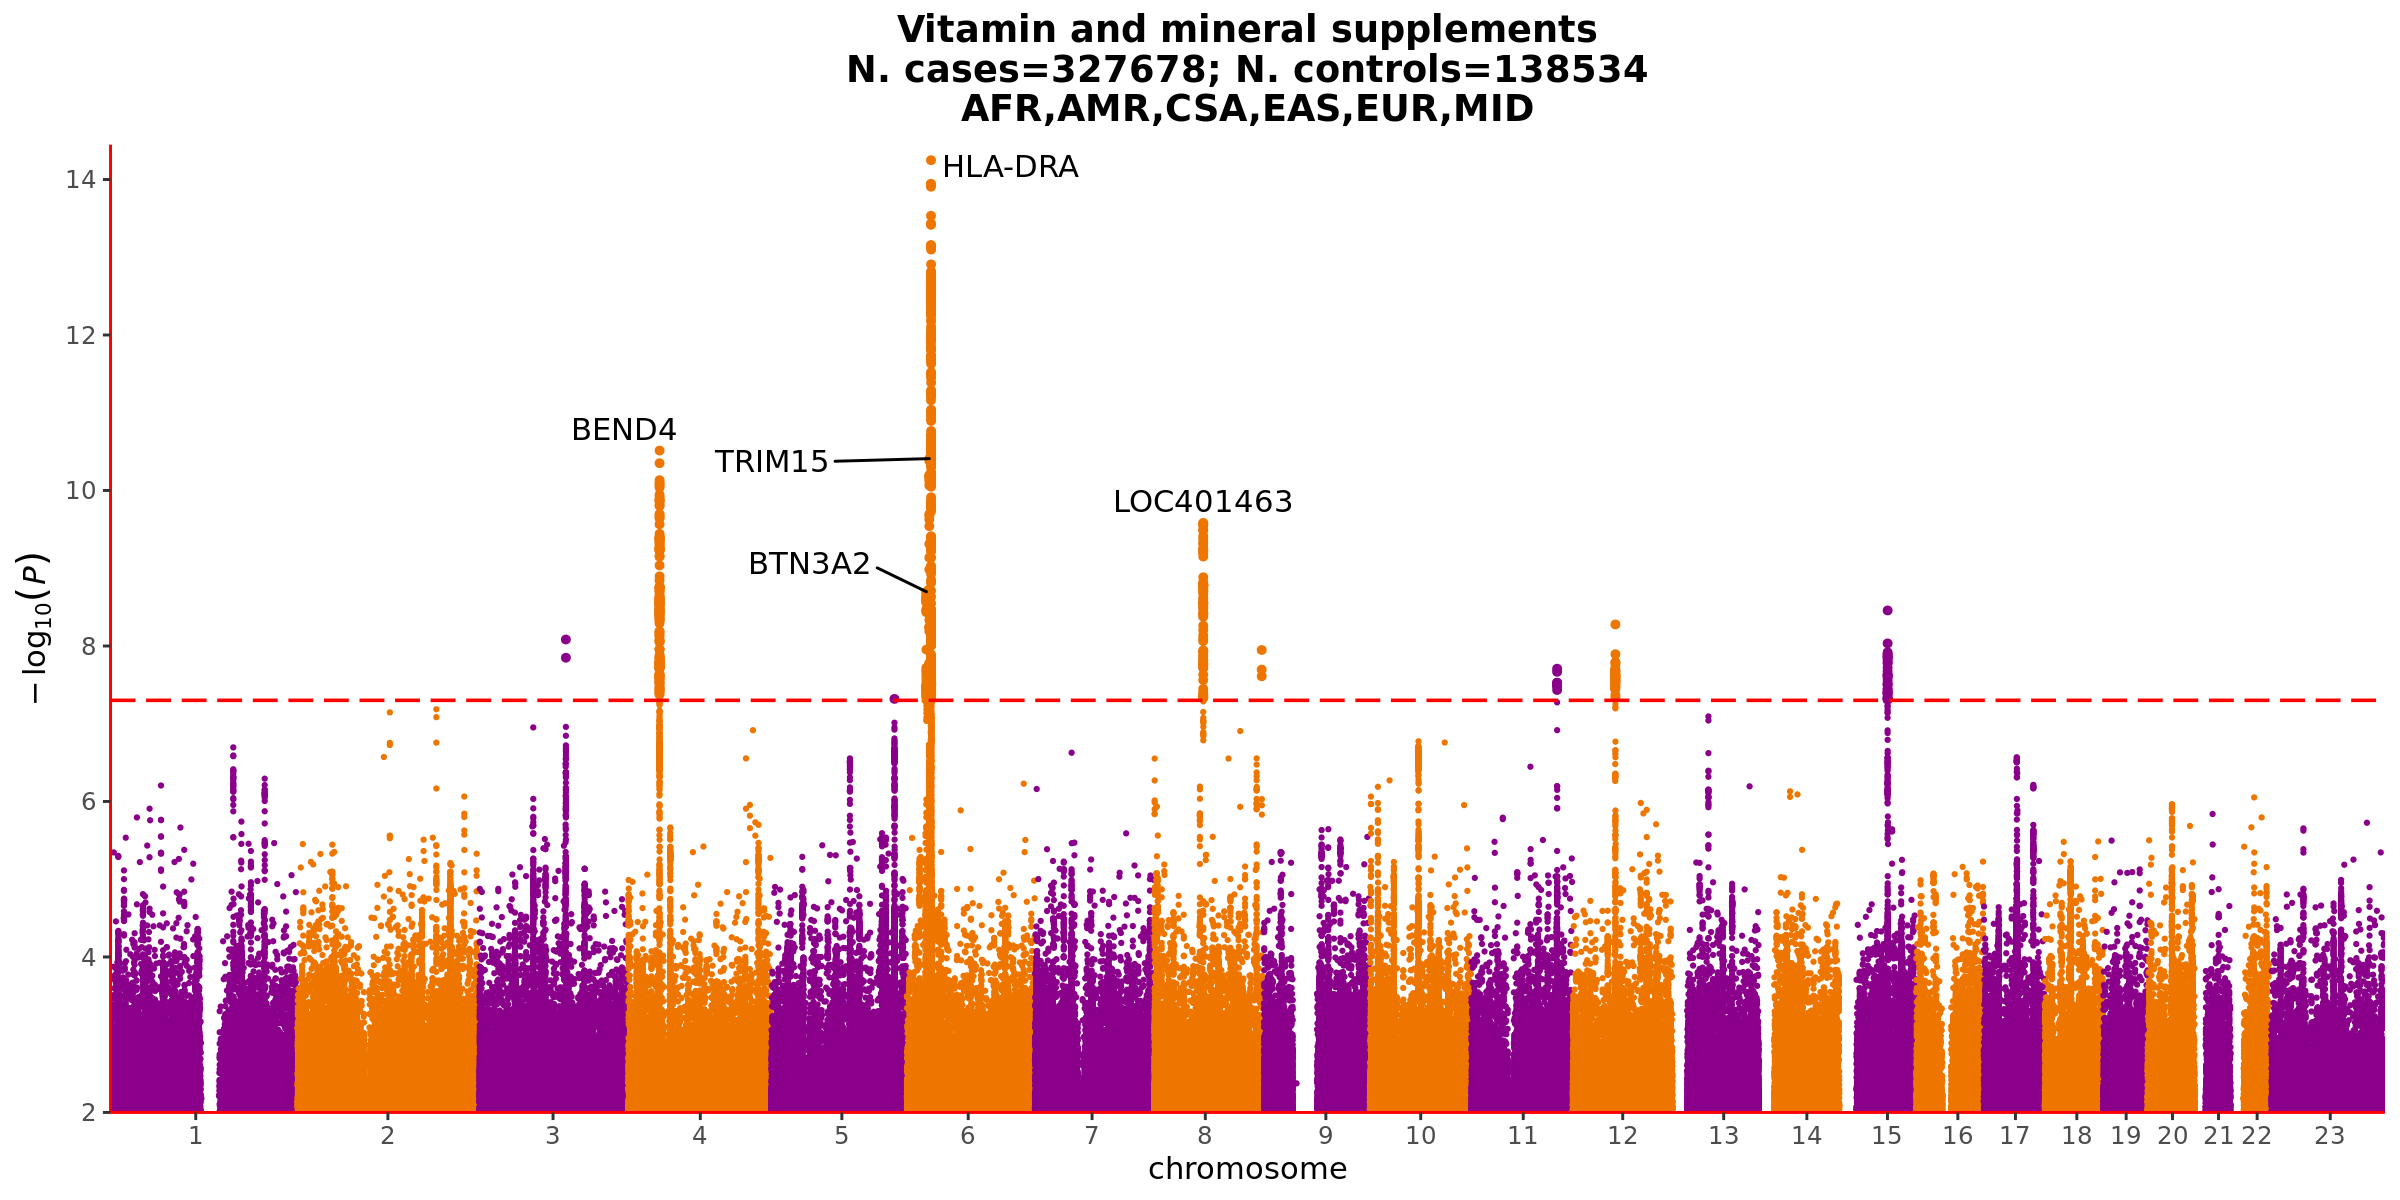 Vitamin and mineral supplements
N. cases=327678; N. controls=138534
AFR,AMR,CSA,EAS,EUR,MID
14
HLA-DRA
12
BEND4
TRIM15
10
LOC401463
BTN3A2
−log10(P)
8
6
4
2
1 2 3 4 5 6 7 8 9 10 11 12 13 14 15 16 17 18 19 20 21 22 23
chromosome